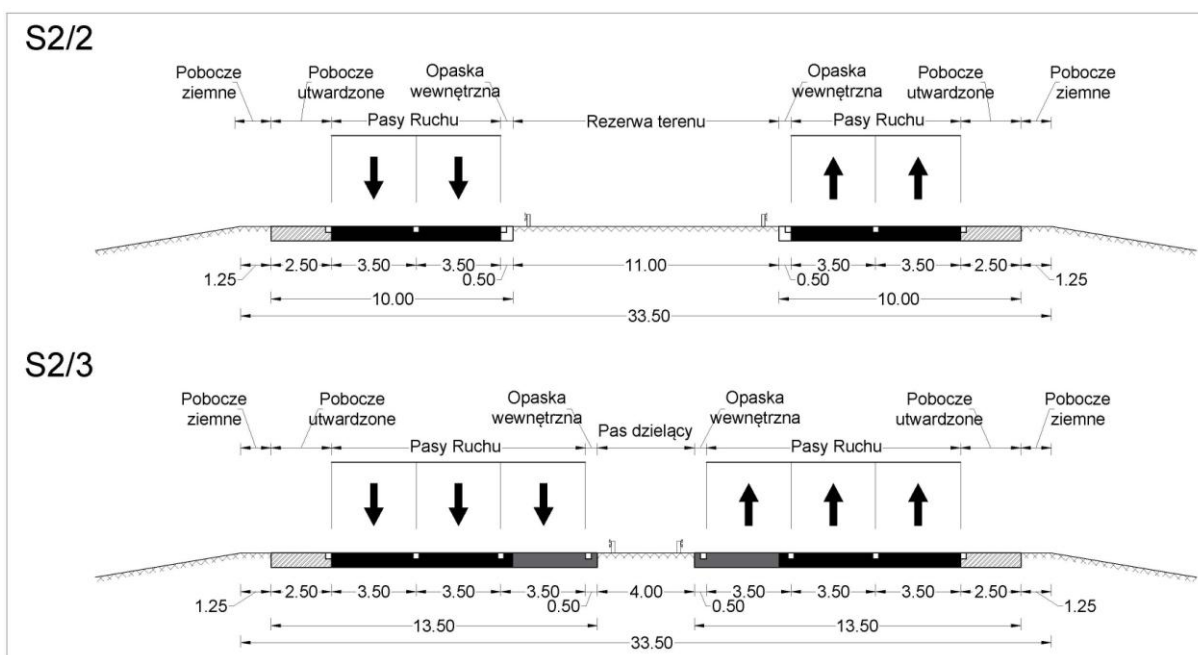 S2/2
Pobocze
ziemne
Pobocze
utwardzone
Opaska
wewnętrzna
Opaska
wewnętrzna
Pobocze
utwardzone
Pobocze
ziemne
Pasy Ruchu
Rezerwa terenu
Pasy Ruchu
2.50 3.50 3.50 11.00 3.50 3.50 2.50
1.25 0.50 0.50 1.25
10.00 10.00
33.50
S2/3
Pobocze
ziemne
Pobocze
utwardzone
Opaska
wewnętrzna
Opaska
wewnętrzna
Pobocze
utwardzone
Pobocze
ziemne
Pasy Ruchu
Pas dzielący
Pasy Ruchu
2.50 3.50 3.50 3.50 4.00 3.50 3.50 3.50 2.50
1.25 0.50 0.50 1.25
13.50 13.50
33.50